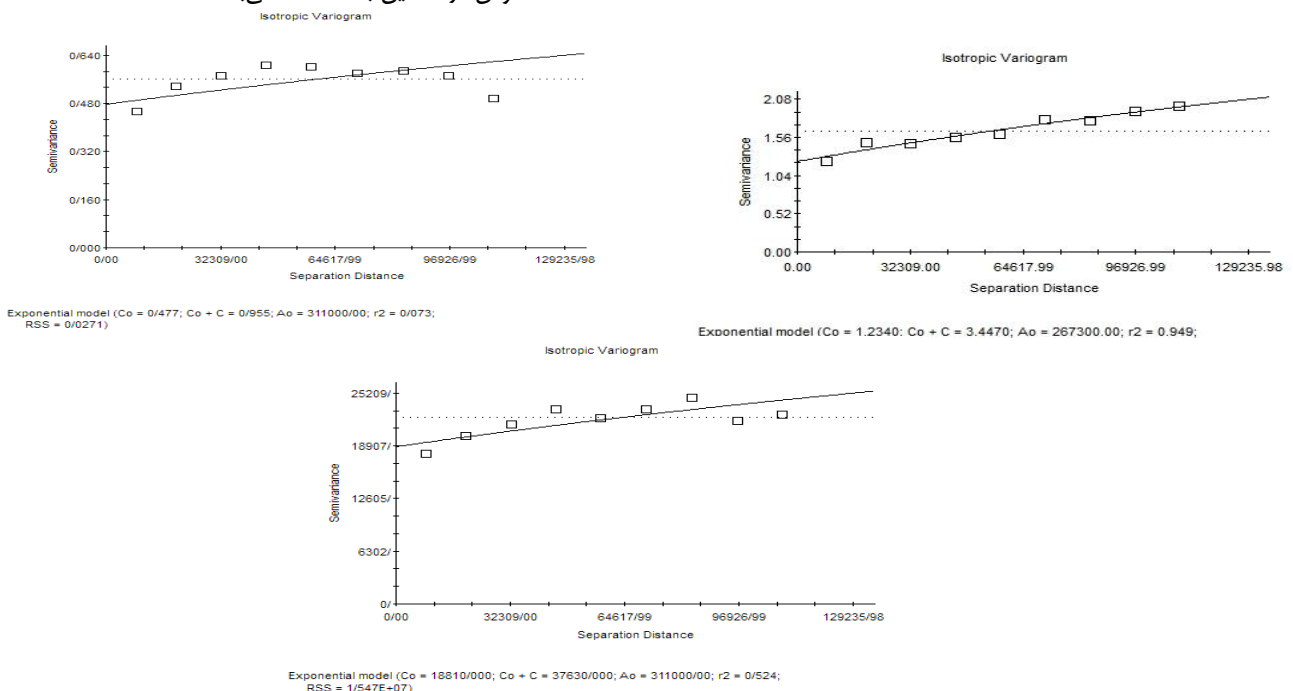 Isotropic Variogram
0/640
0/480
0/320
0/160
0/000
Semivariance
0/00 32309/00 64617/99 96926/99 129235/98
Separation Distance
Exponential model (Co = 0/477; Co + C = 0/955; Ao = 311000/00; r2 = 0/073;
RSS = 0/0271)
Isotropic Variogram
2.08
1.56
1.04
0.52
0.00
Semivariance
0.00 32309.00 64617.99 96926.99 129235.98
Separation Distance
Exponential model (Co = 1.2340: Co + C = 3.4470; Ao = 267300.00; r2 = 0.949;
Isotropic Variogram
25209/
18907/
12605/
6302/
0/
Semivariance
0/00 32309/00 64617/99 96926/99 129235/98
Separation Distance
Exponential model (Co = 18810/000; Co + C = 37630/000; Ao = 311000/00; r2 = 0/524;
RSS = 1/547E+07)